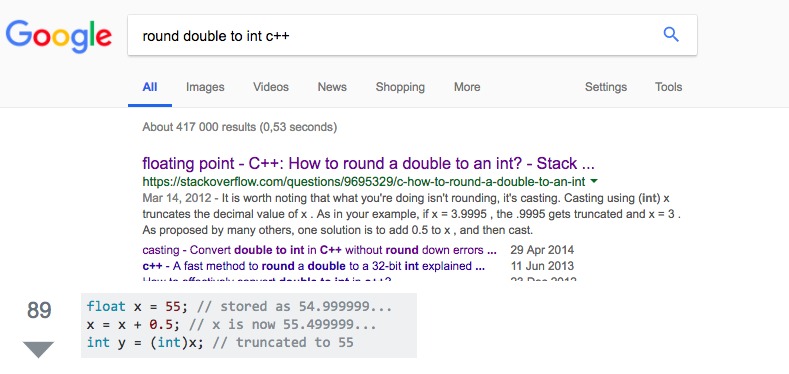 Google
round double to int c++
All Images Videos News Shopping More Settings Tools
About 417 000 results (0,53 seconds)
floating point - C++: How to round a double to an int? - Stack ...
https://stackoverflow.com/questions/9695329/c-how-to-round-a-double-to-an-int
Mar 14, 2012 - It is worth noting that what you're doing isn't rounding, it's casting. Casting using (int) x
truncates the decimal value of x . As in your example, if x = 3.9995 , the .9995 gets truncated and x = 3 .
As proposed by many others, one solution is to add 0.5 to x , and then cast.
casting - Convert double to int in C++ without round down errors ... 29 Apr 2014
c++ - A fast method to round a double to a 32-bit int explained ... 11 Jun 2013
89
float x = 55; // stored as 54.999999...
x = x + 0.5; // x is now 55.499999...
int y = (int)x; // truncated to 55